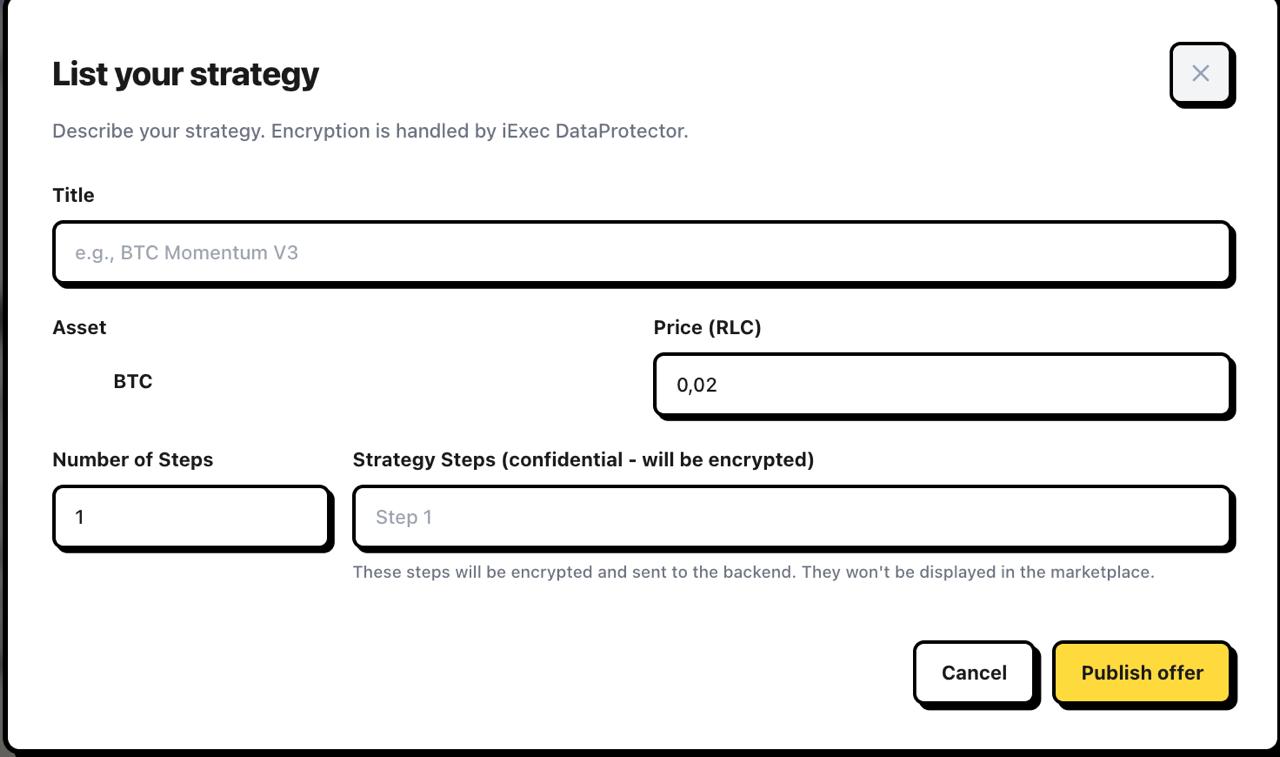 List your strategy
Describe your strategy. Encryption is handled by iExec DataProtector.
Title
e.g., BTC Momentum V3
Asset
Price (RLC)
BTC
0,02
Number of Steps
Strategy Steps (confidential - will be encrypted)
1
Step 1
These steps will be encrypted and sent to the backend. They won't be displayed in the marketplace.
Cancel
Publish offer